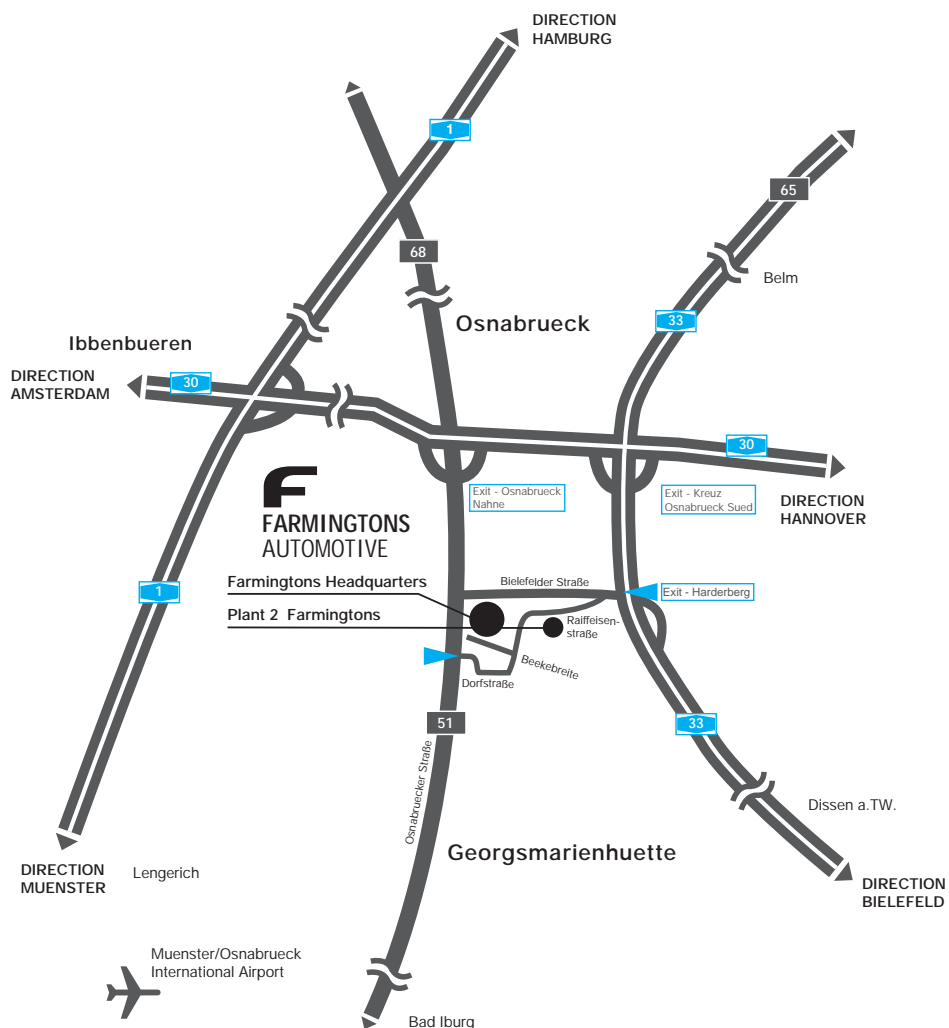 DIRECTION
HAMBURG
1
65
68
Belm
33
Osnabrueck
Ibbenbueren
DIRECTION
AMSTERDAM
30
30
Exit - Osnabrueck
Nahne
Exit - Kreuz
Osnabrueck Sued
DIRECTION
HANNOVER
FARMINGTONS
AUTOMOTIVE
Farmingtons Headquarters
Plant 2 Farmingtons
Bielefelder Straße
Exit - Harderberg
1
Raiffeisen-
straße
Beekebreite
Dorfstraße
51
33
Osnabruecker Straße
Dissen a.TW.
Georgsmarienhuette
DIRECTION
MUENSTER
Lengerich
DIRECTION
BIELEFELD
Muenster/Osnabrueck
International Airport
Bad Iburg